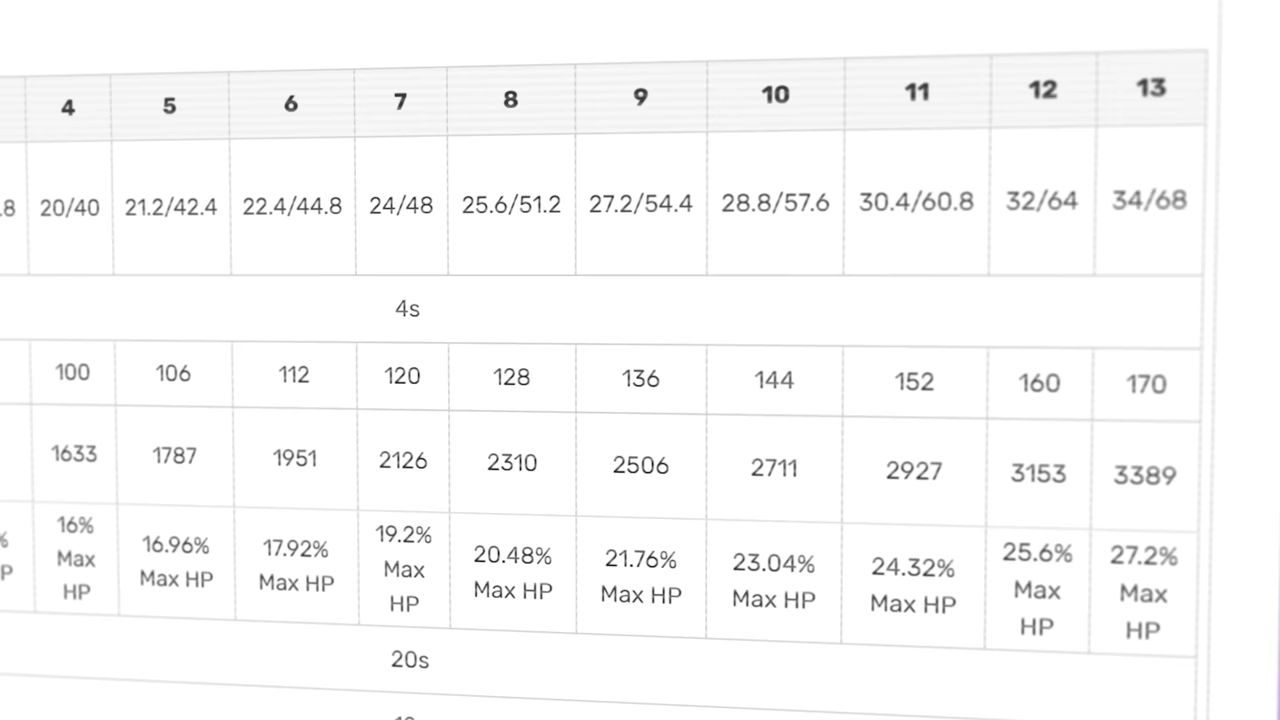 4 5 6 7 8 9 10 11 12 13
.8 20/40 21.2/42.4 22.4/44.8 24/48 25.6/51.2 27.2/54.4 28.8/57.6 30.4/60.8 32/64 34/68
4s
100 106 112 120 128 136 144 152 160 170
1633 1787 1951 2126 2310 2506 2711 2927 3153 3389
% 16% 16.96% 17.92% 19.2% 20.48% 21.76% 23.04% 24.32% 25.6% 27.2%
P Max Max HP Max HP Max Max HP Max HP Max HP Max HP Max Max
HP HP HP HP
20s